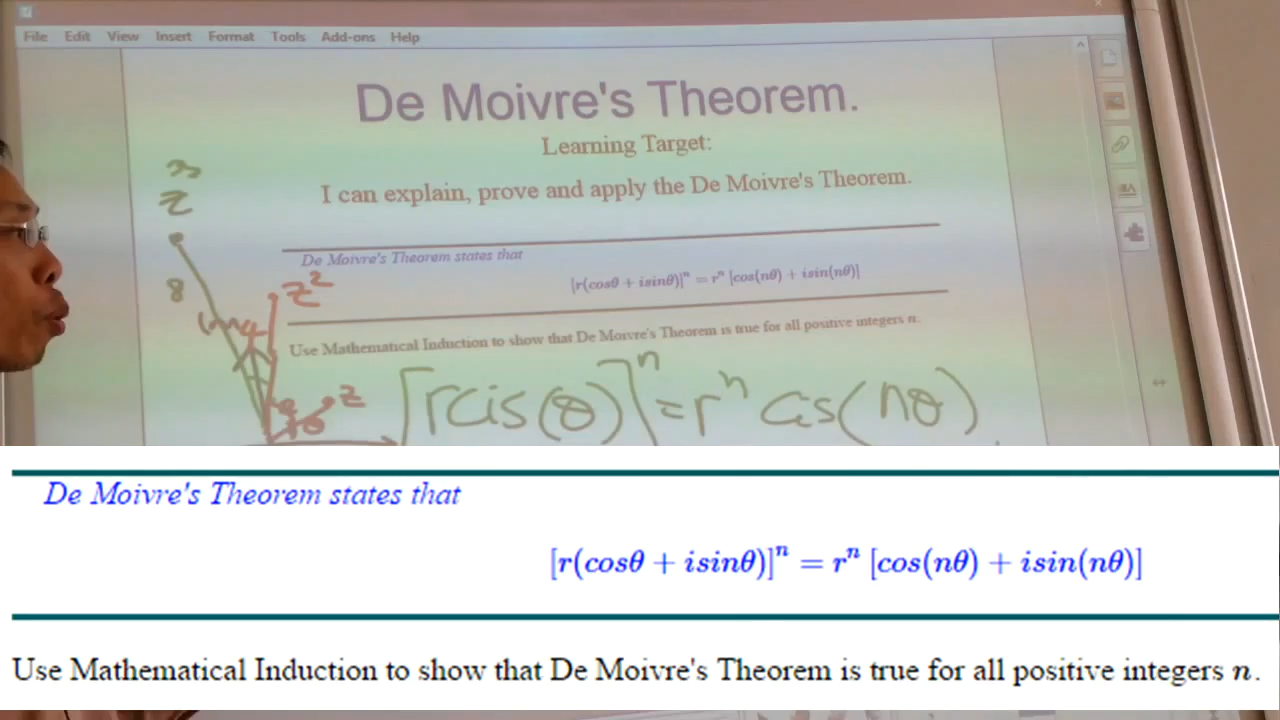 File Edit View Insert Format Tools Add-ons Help
De Moivre's Theorem.
Learning Target:
I can explain, prove and apply the De Moivre's Theorem.
De Moivre's Theorem states that
[r(cosθ + isinθ)]ⁿ = rⁿ [cos(nθ) + isin(nθ)]
Use Mathematical Induction to show that De Moivre's Theorem is true for all positive integers n.
z
8
z²
z
[rcis(θ)]ⁿ = rⁿ cis(nθ)
De Moivre's Theorem states that
[r(cosθ + isinθ)]ⁿ = rⁿ [cos(nθ) + isin(nθ)]
Use Mathematical Induction to show that De Moivre's Theorem is true for all positive integers n.